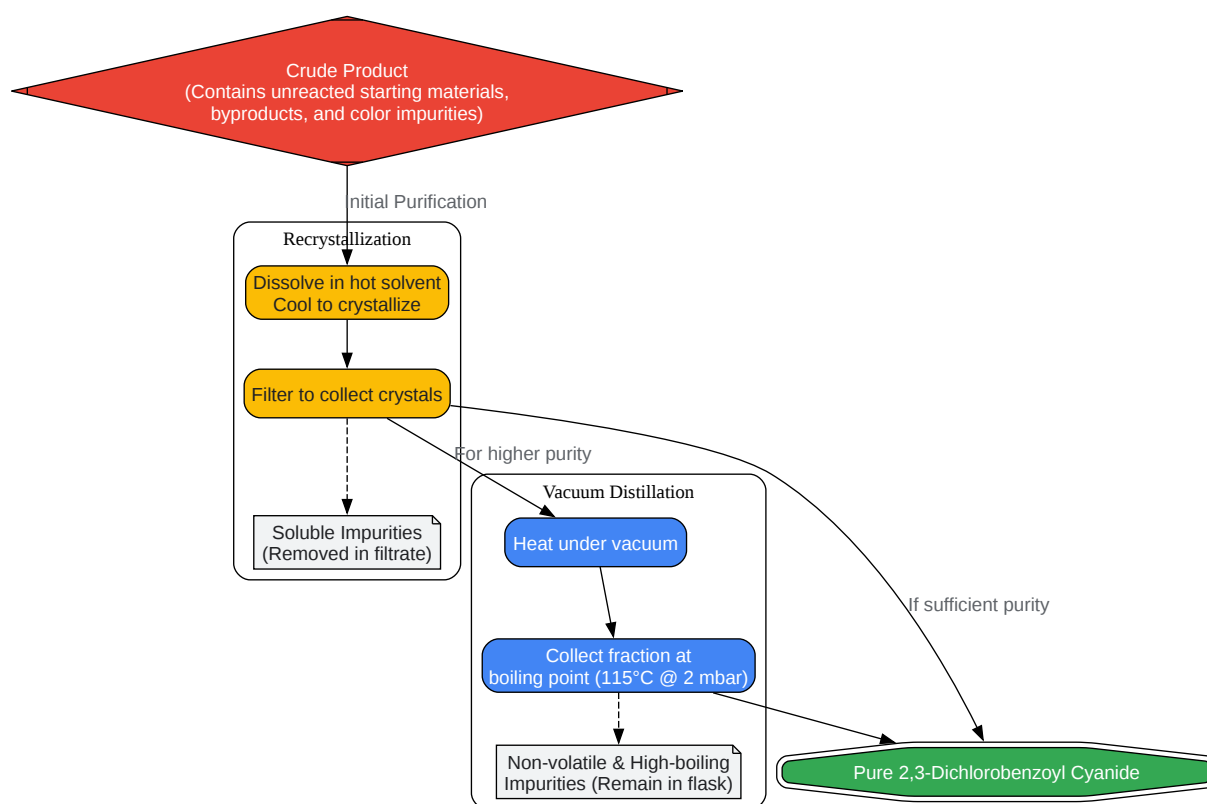 Crude Product
(Contains unreacted starting materials,
byproducts, and color impurities)
Initial Purification
Recrystallization
Dissolve in hot solvent
Cool to crystallize
Filter to collect crystals
For higher purity
Soluble Impurities
(Removed in filtrate)
Vacuum Distillation
Heat under vacuum
If sufficient purity
Collect fraction at
boiling point (115°C @ 2 mbar)
Non-volatile & High-boiling
Impurities (Remain in flask)
Pure 2,3-Dichlorobenzoyl Cyanide